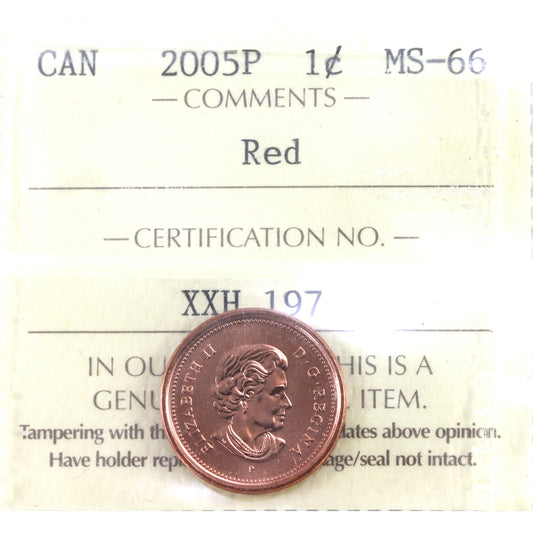 CAN 2005P 1¢ MS-66
— COMMENTS —
Red
— CERTIFICATION NO. —
XXH 197
IN OU HIS IS A
GENU ITEM.
Tampering with th ates above opinion.
Have holder rep age/seal not intact.
ELIZABETH II D·G·REGINA
P